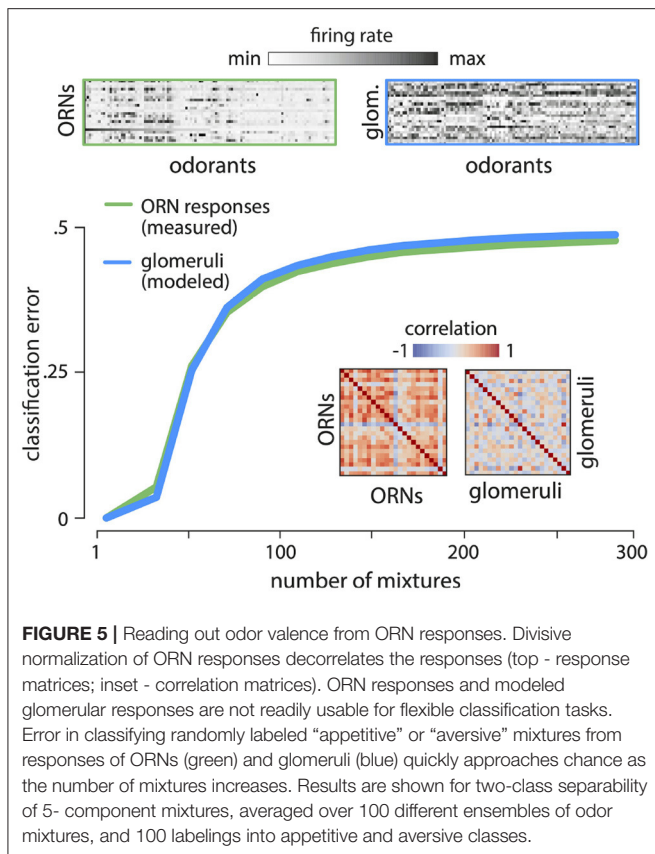 firing rate
min max
ORNs
glom.
odorants
odorants
.5
ORN responses
(measured)
glomeruli
(modeled)
classification error
.25
correlation
-1 1
ORNs
glomeruli
ORNs
glomeruli
0
1 100 200 300
number of mixtures
FIGURE 5 | Reading out odor valence from ORN responses. Divisive
normalization of ORN responses decorrelates the responses (top - response
matrices; inset - correlation matrices). ORN responses and modeled
glomerular responses are not readily usable for flexible classification tasks.
Error in classifying randomly labeled “appetitive” or “aversive” mixtures from
responses of ORNs (green) and glomeruli (blue) quickly approaches chance as
the number of mixtures increases. Results are shown for two-class separability
of 5- component mixtures, averaged over 100 different ensembles of odor
mixtures, and 100 labelings into appetitive and aversive classes.